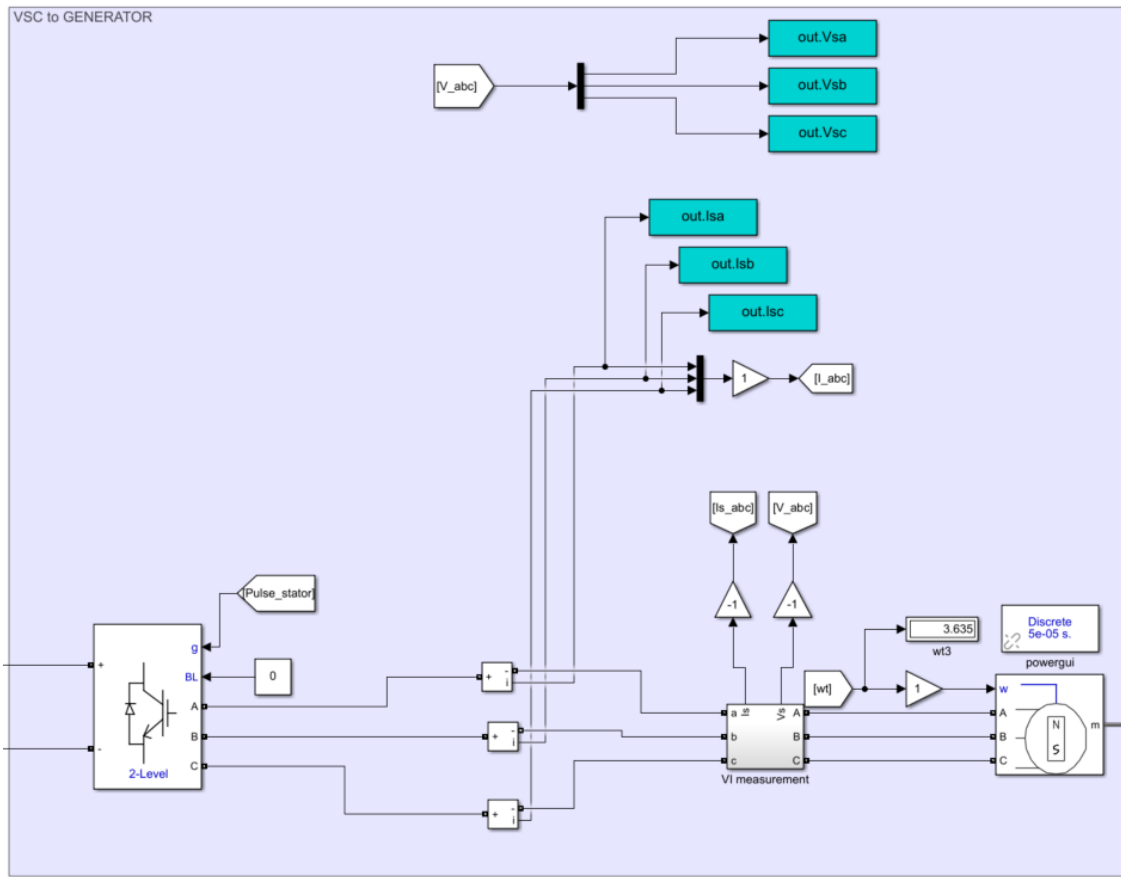 VSC to GENERATOR
out.Vsa
[V_abc]
out.Vsb
out.Vsc
out.Isa
out.Isb
out.Isc
1
[I_abc]
[Is_abc]
[V_abc]
[Pulse_stator]
-1
-1
Discrete
5e-05 s.
powergui
3.635
wt3
g
BL
0
+
-
A
B
C
2-Level
+
-
i
+
-
i
+
-
i
[wt]
1
a
b
c
Is
Vs
A
B
C
VI measurement
w
A
B
C
N
S
m